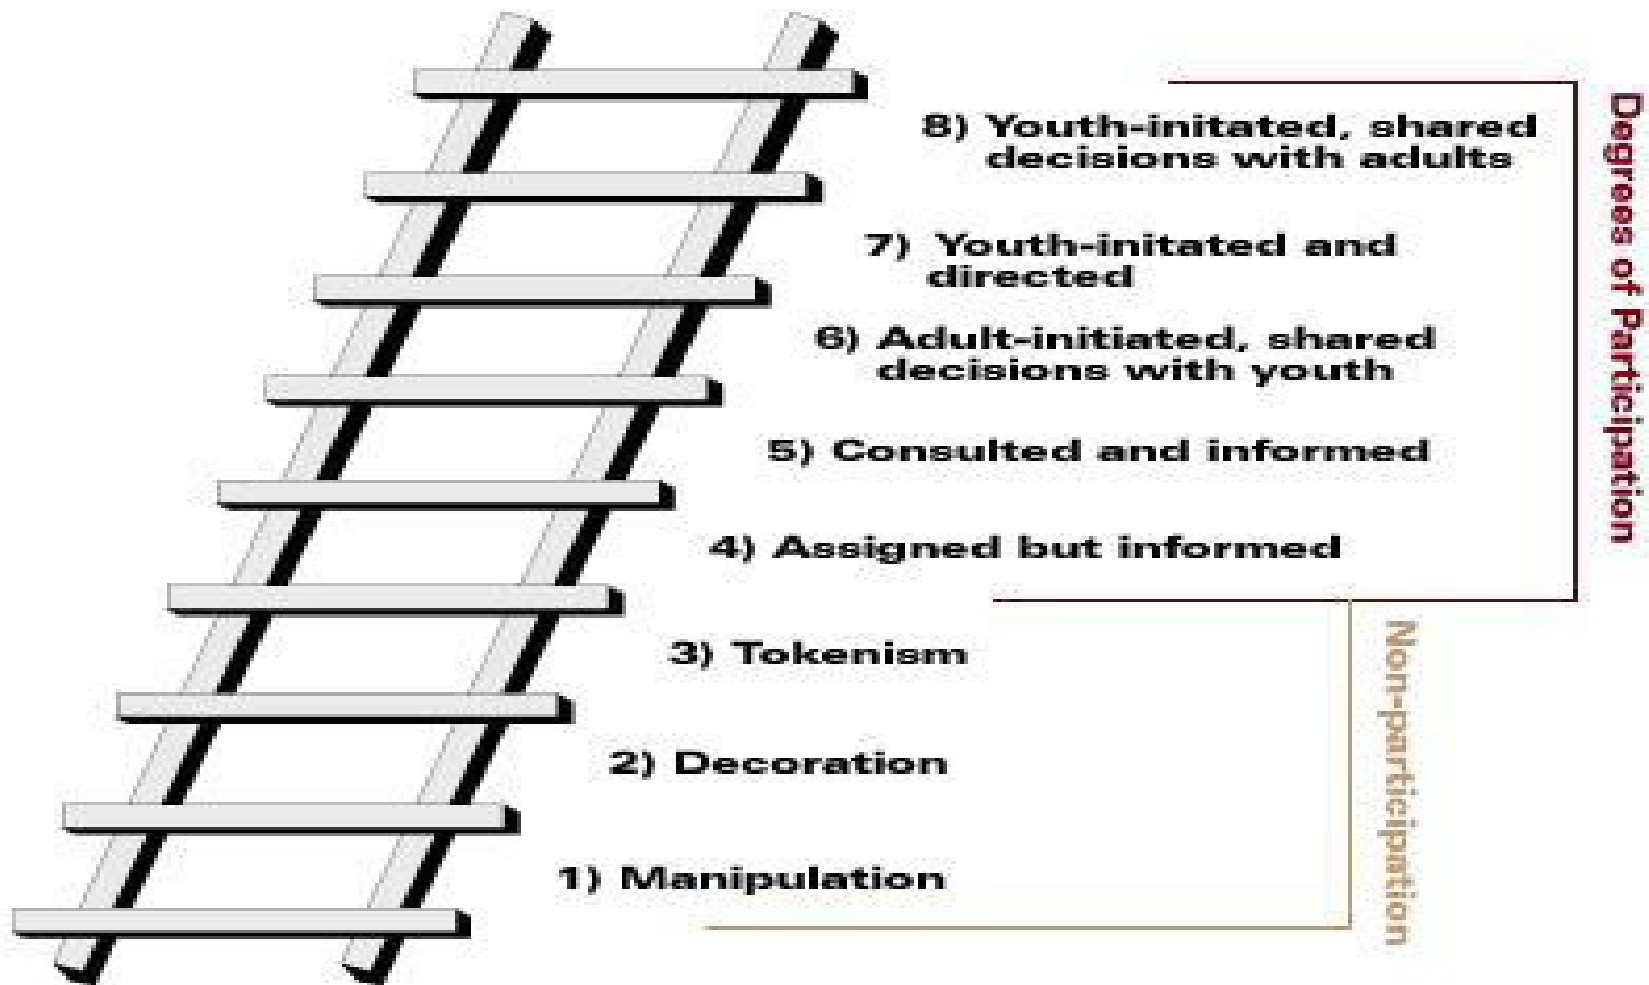 8) Youth-initated, shared
decisions with adults
7) Youth-initated and
directed
6) Adult-initiated, shared
decisions with youth
5) Consulted and informed
4) Assigned but informed
3) Tokenism
2) Decoration
1) Manipulation
Degrees of Participation
Non-participation